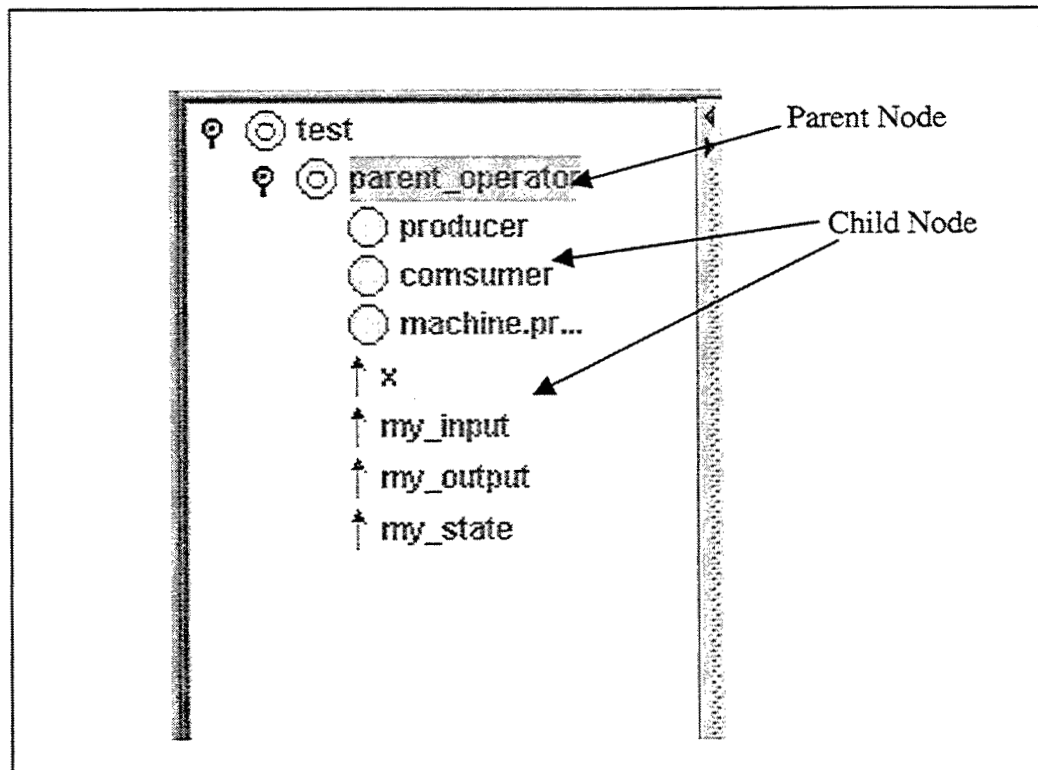 test
Parent Node
parent_operator
producer
Child Node
comsumer
machine.pr...
x
my_input
my_output
my_state